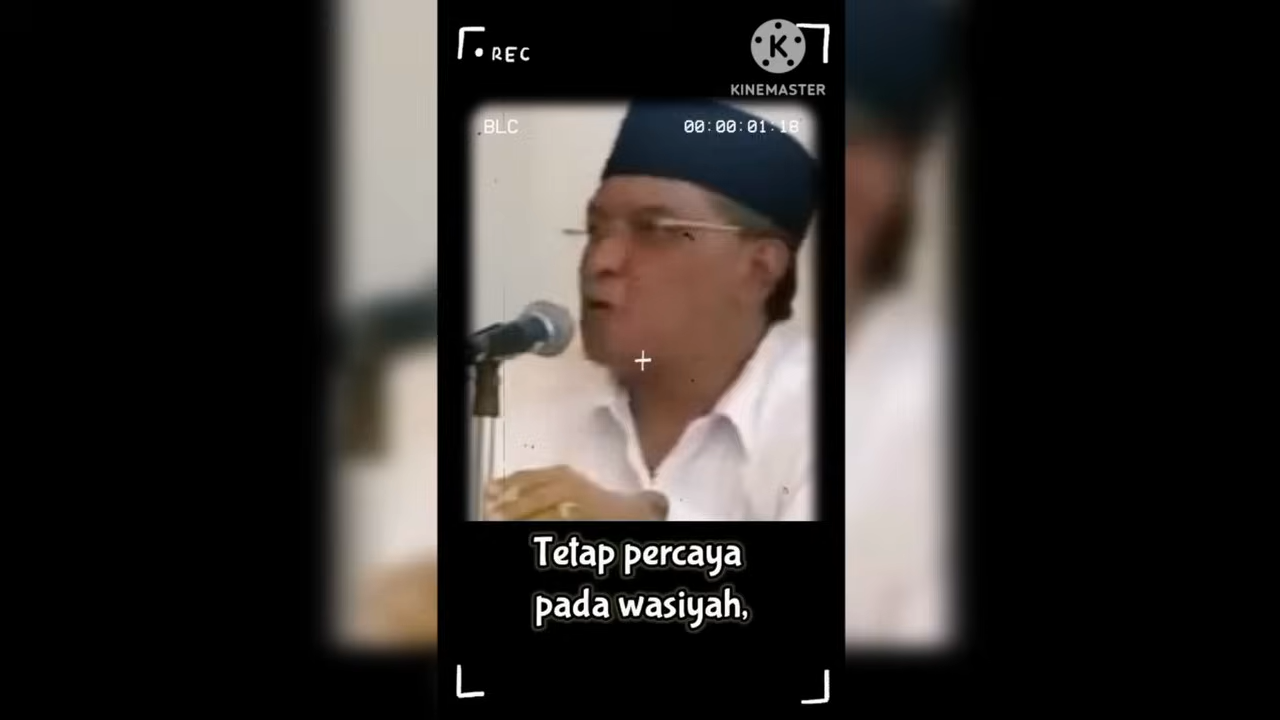 REC
K
KINEMASTER
BLC
00:00:01:18
Tetap percaya
pada wasiyah,